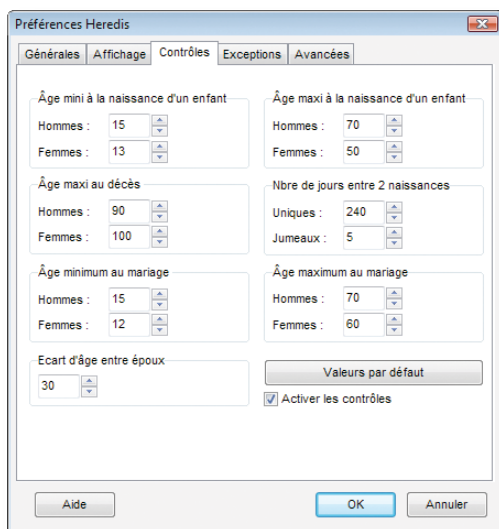 Préférences Heredis
Générales Affichage Contrôles Exceptions Avancées
Âge mini à la naissance d'un enfant
Hommes : 15
Femmes : 13
Âge maxi à la naissance d'un enfant
Hommes : 70
Femmes : 50
Âge maxi au décès
Hommes : 90
Femmes : 100
Nbre de jours entre 2 naissances
Uniques : 240
Jumeaux : 5
Âge minimum au mariage
Hommes : 15
Femmes : 12
Âge maximum au mariage
Hommes : 70
Femmes : 60
Ecart d'âge entre époux
30
Valeurs par défaut
Activer les contrôles
Aide OK Annuler